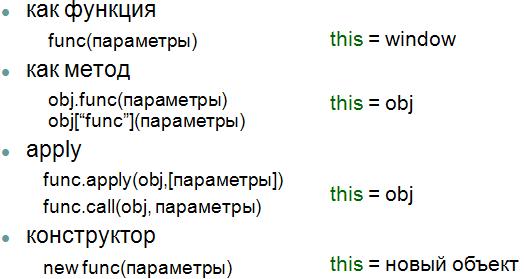 как функция
func(параметры) this = window
как метод
obj.func(параметры)
obj[“func”](параметры) this = obj
apply
func.apply(obj,[параметры])
func.call(obj, параметры) this = obj
конструктор
new func(параметры) this = новый объект